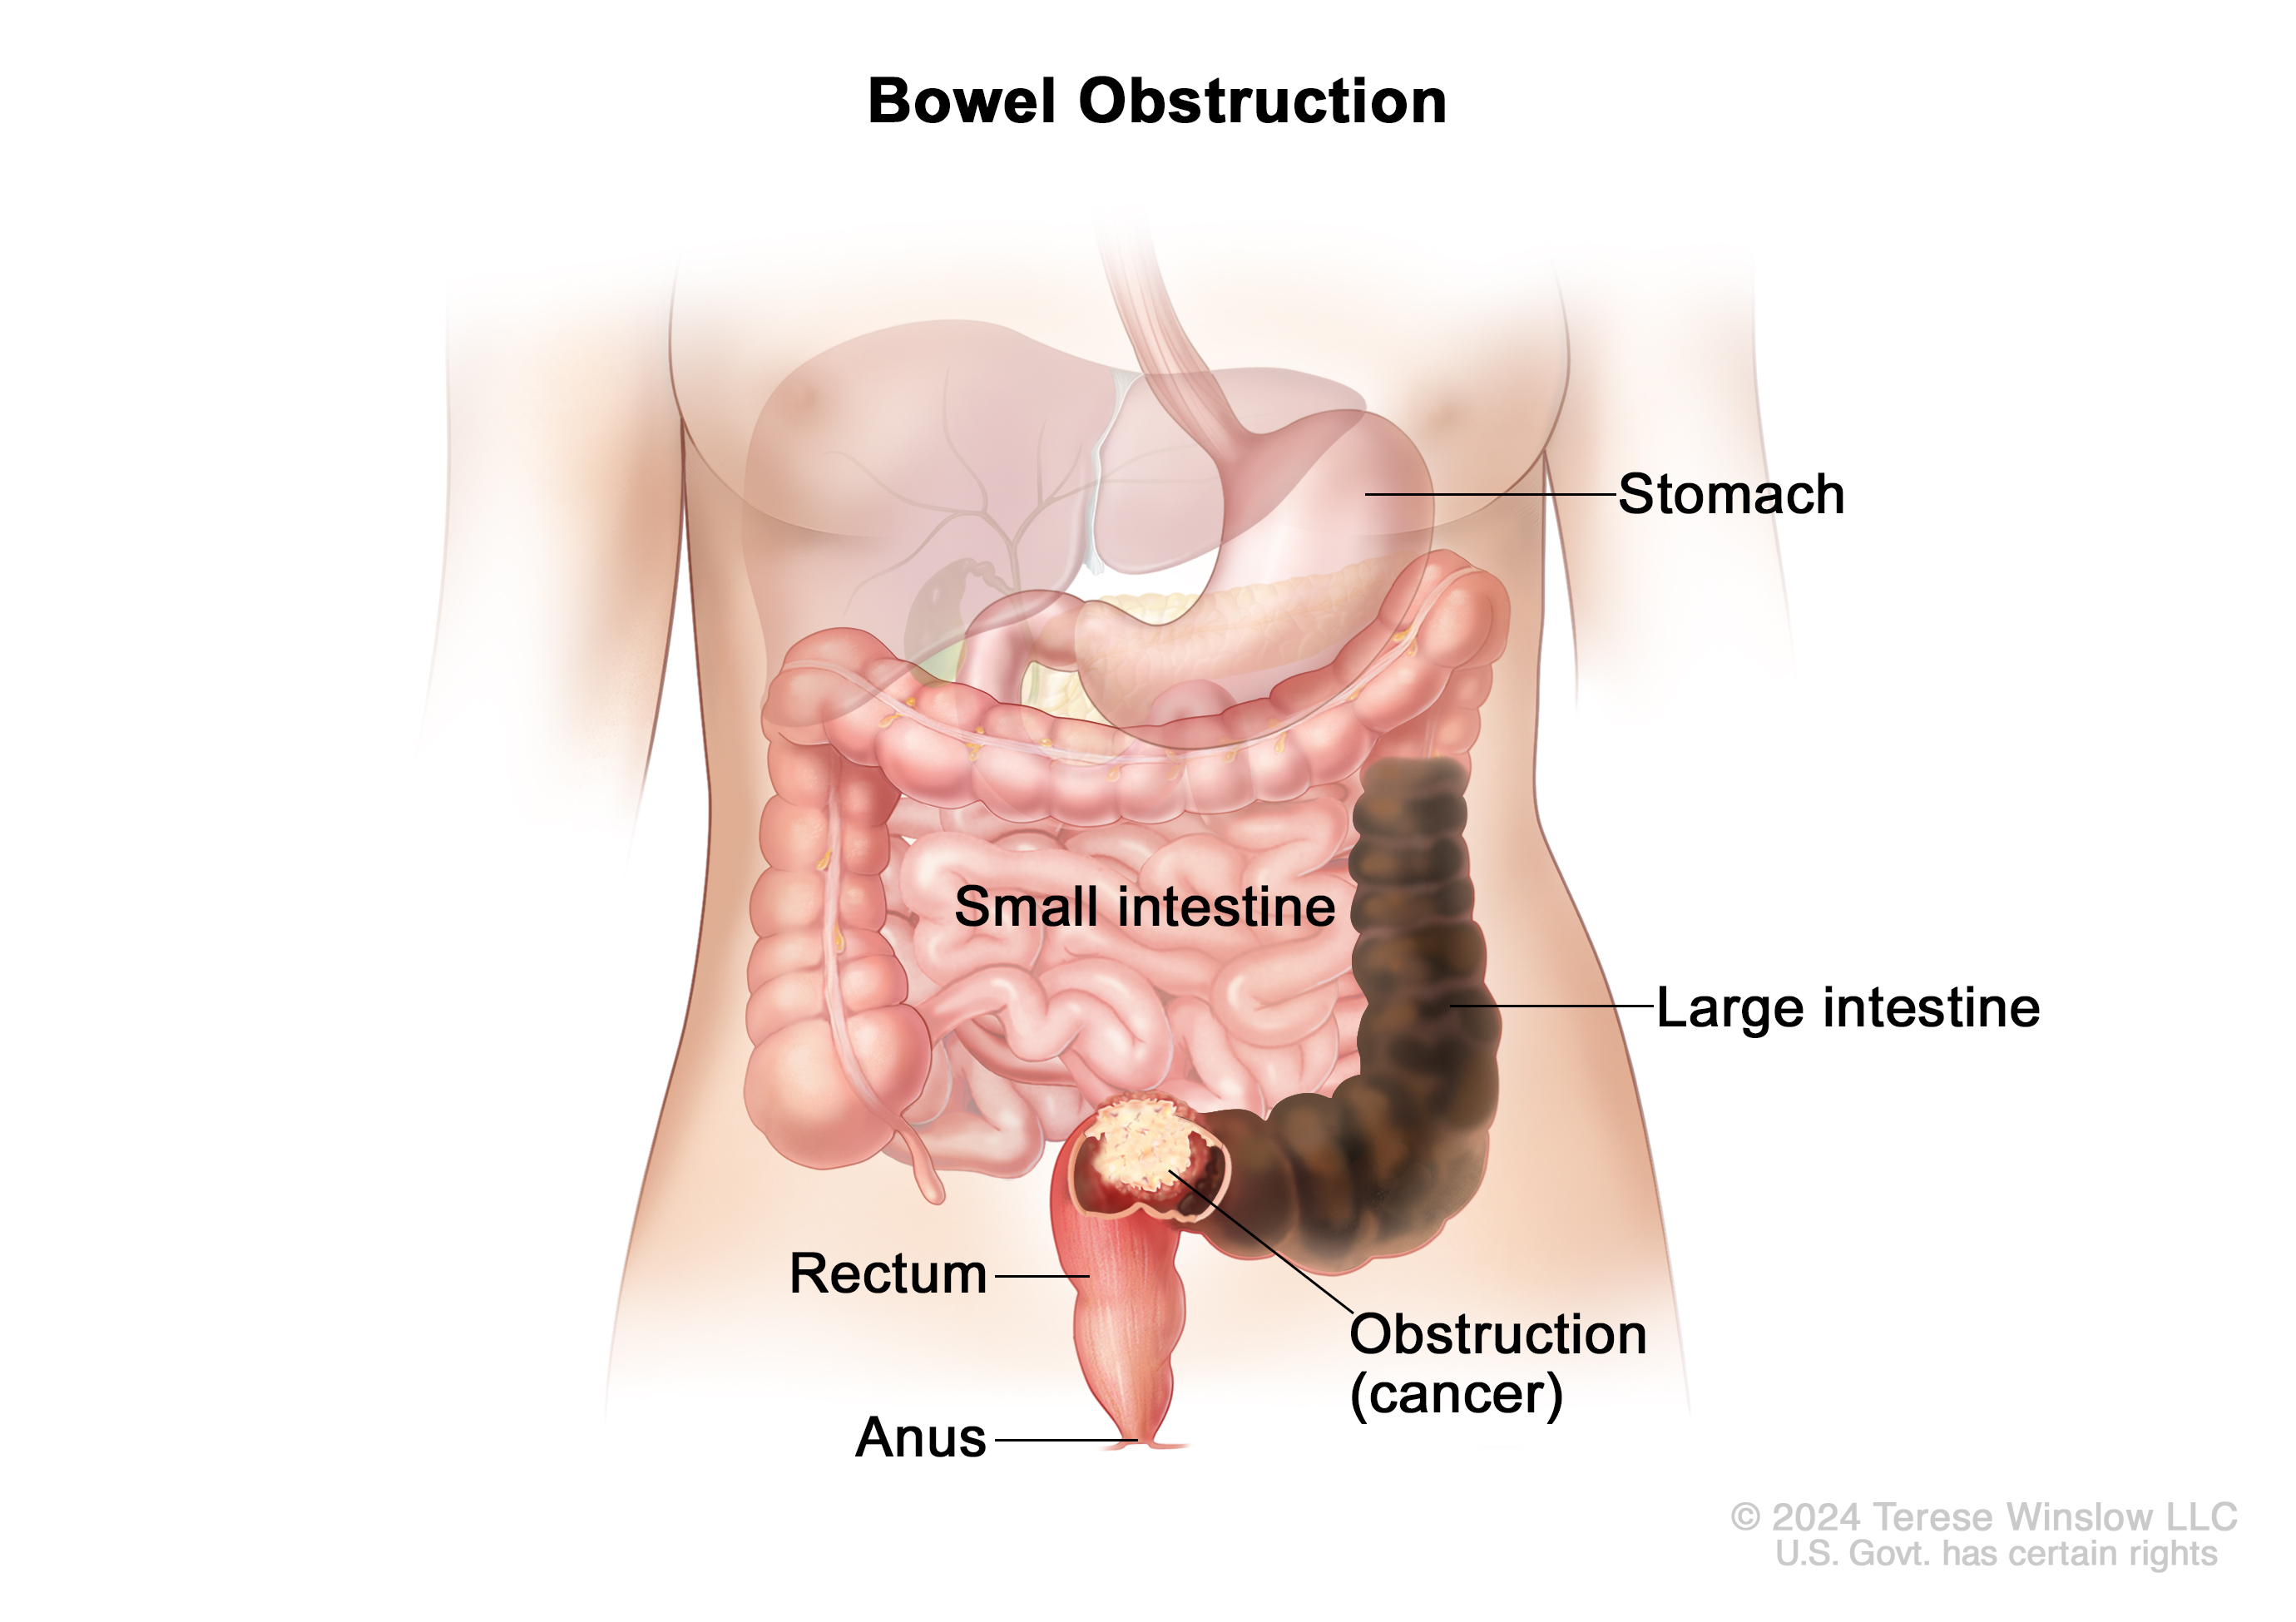 Bowel Obstruction
Stomach
Small intestine
Large intestine
Rectum
Obstruction
(cancer)
Anus
© 2024 Terese Winslow LLC
U.S. Govt. has certain rights